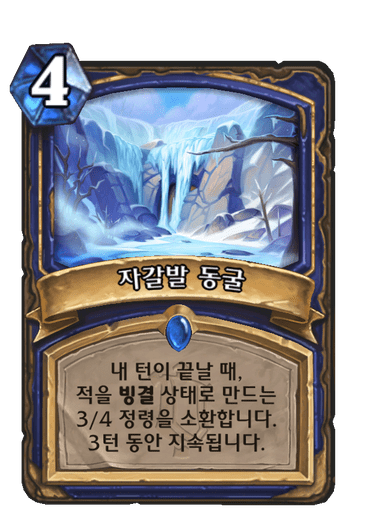 4
자갈발 동굴
내 턴이 끝날 때,
적을 빙결 상태로 만드는
3/4 정령을 소환합니다.
3턴 동안 지속됩니다.